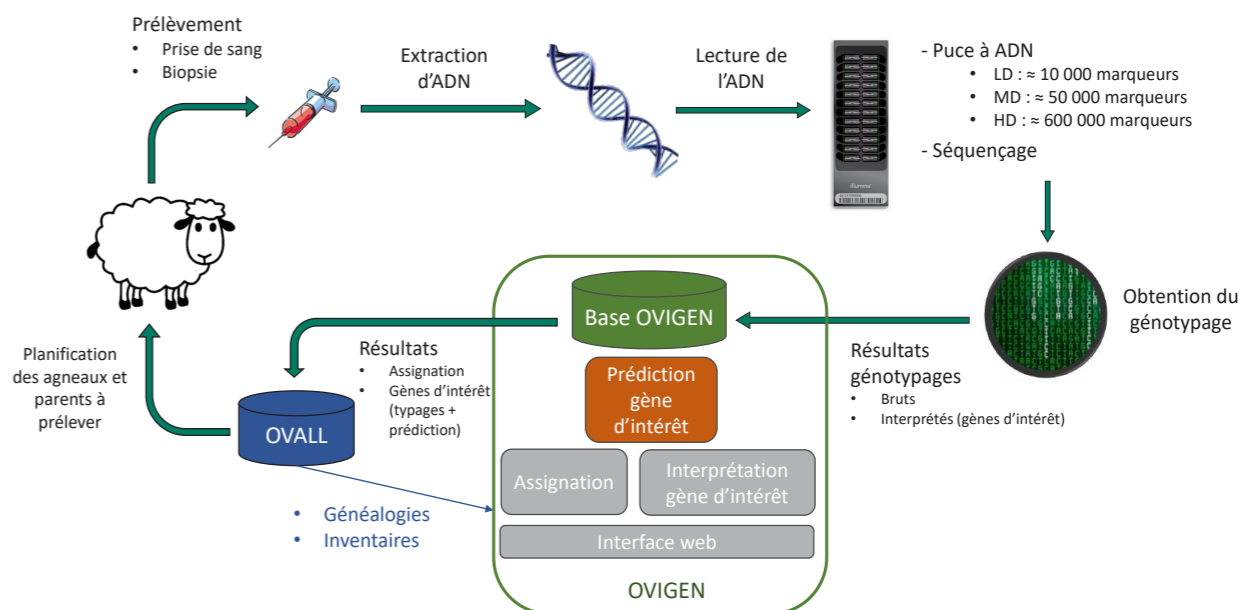 Prélèvement
• Prise de sang
• Biopsie
Extraction
d'ADN
Lecture de
l'ADN
- Puce à ADN
• LD : ≈ 10 000 marqueurs
• MD : ≈ 50 000 marqueurs
• HD : ≈ 600 000 marqueurs
- Séquençage
illumina
Obtention du
génotypage
Résultats
génotypages
• Bruts
• Interprétés (gènes d'intérêt)
Base OVIGEN
Prédiction
gène
d'intérêt
Assignation
Interprétation
gène d'intérêt
Interface web
OVIGEN
Résultats
• Assignation
• Gènes d'intérêt
(typages +
prédiction)
OVALL
• Généalogies
• Inventaires
Planification
des agneaux et
parents à
prélever